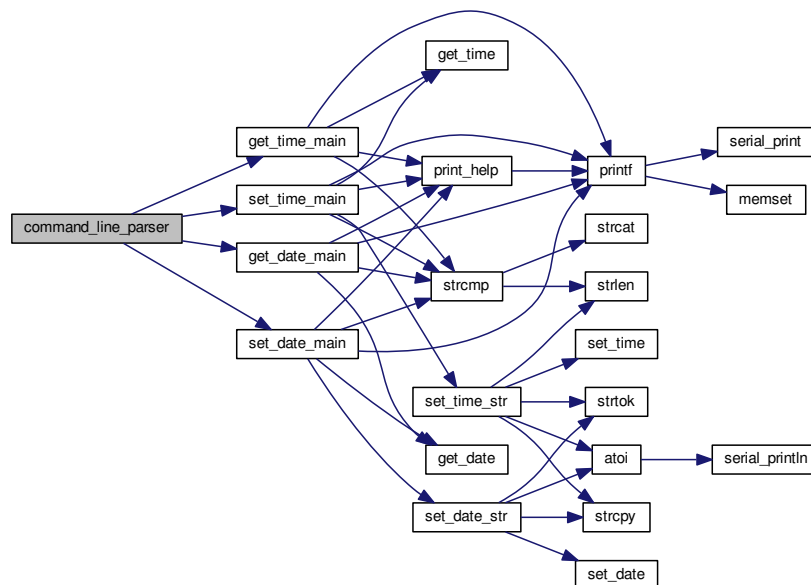 get_time
get_time_main
serial_print
print_help
printf
set_time_main
memset
command_line_parser
strcat
get_date_main
strcmp
strlen
set_date_main
set_time
set_time_str
strtok
get_date
atoi
serial_println
set_date_str
strcpy
set_date